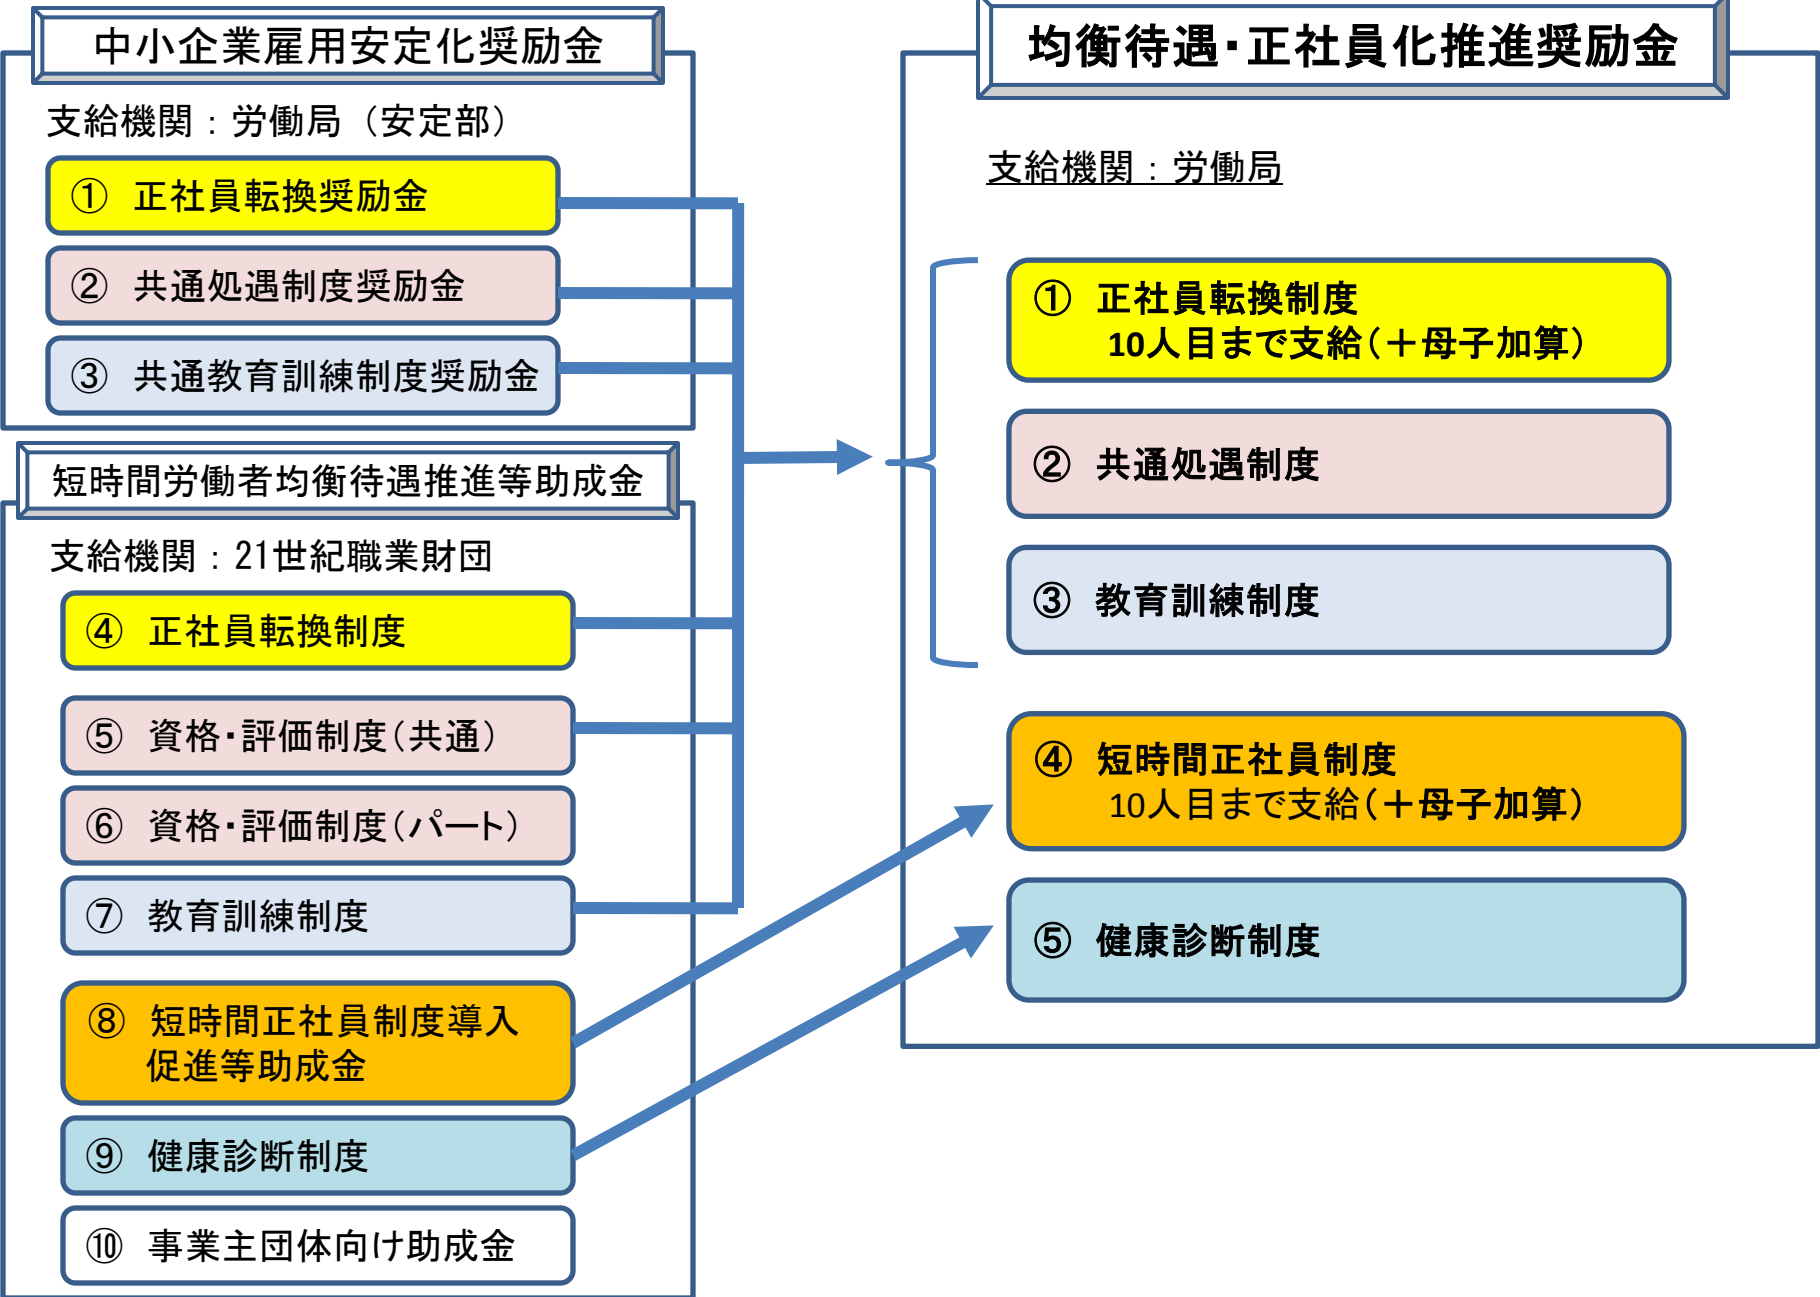 中小企業雇用安定化奨励金
支給機関：労働局（安定部）
① 正社員転換奨励金
② 共通処遇制度奨励金
③ 共通教育訓練制度奨励金
短時間労働者均衡待遇推進等助成金
支給機関：21世紀職業財団
④ 正社員転換制度
⑤ 資格・評価制度（共通）
⑥ 資格・評価制度（パート）
⑦ 教育訓練制度
⑧ 短時間正社員制度導入
促進等助成金
⑨ 健康診断制度
⑩ 事業主団体向け助成金
均衡待遇・正社員化推進奨励金
支給機関：労働局
① 正社員転換制度
10人目まで支給（＋母子加算）
② 共通処遇制度
③ 教育訓練制度
④ 短時間正社員制度
10人目まで支給（＋母子加算）
⑤ 健康診断制度